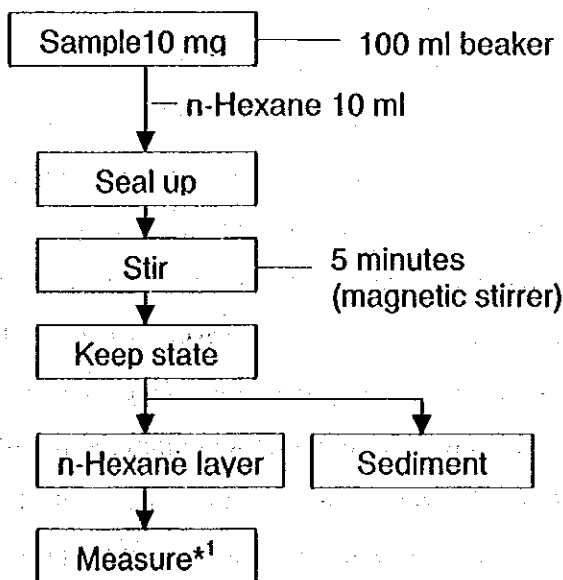 Sample10 mg
100 ml beaker
n-Hexane 10 ml
Seal up
Stir
5 minutes
(magnetic stirrer)
Keep state
n-Hexane layer
Sediment
Measure*1